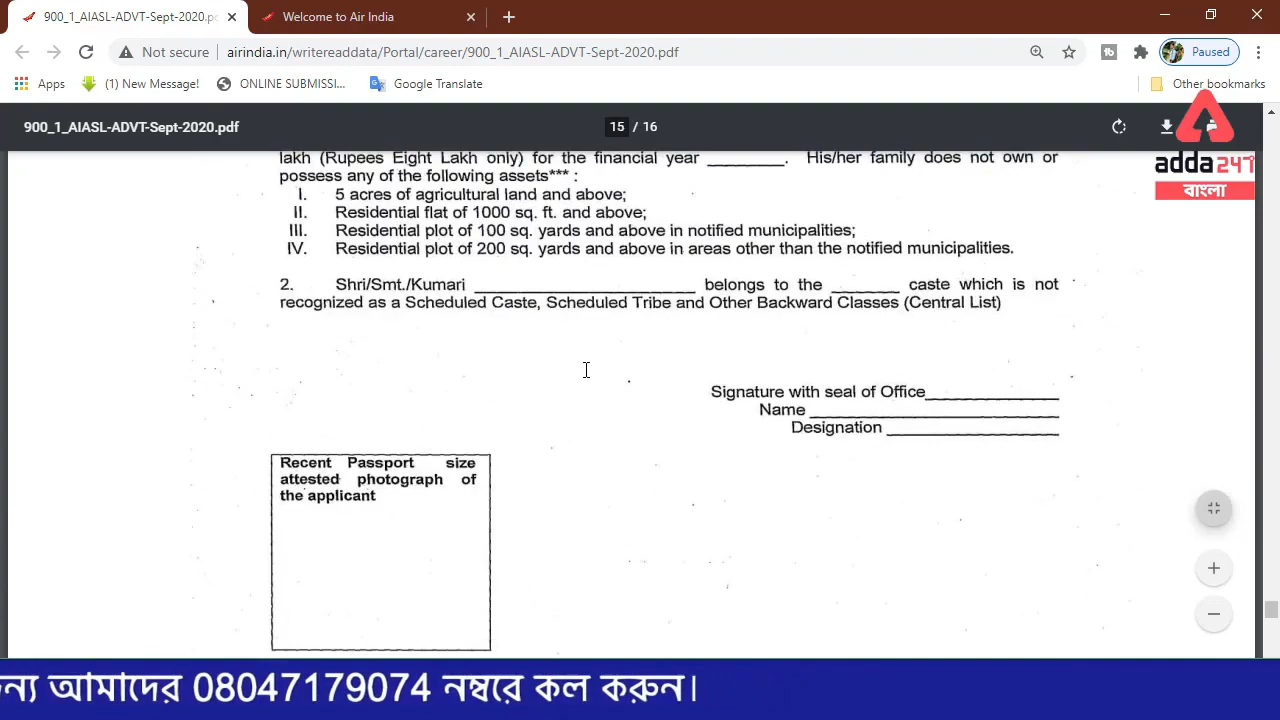 900_1_AIASL-ADVT-Sept-2020.pdf
Welcome to Air India
Not secure
airindia.in/writereaddata/Portal/career/900_1_AIASL-ADVT-Sept-2020.pdf
Paused
Apps
(1) New Message!
ONLINE SUBMISSI...
Google Translate
Other bookmarks
900_1_AIASL-ADVT-Sept-2020.pdf
15 / 16
adda247
বাংলা
lakh (Rupees Eight Lakh only) for the financial year ________. His/her family does not own or
possess any of the following assets*** :
I. 5 acres of agricultural land and above;
II. Residential flat of 1000 sq. ft. and above;
III. Residential plot of 100 sq. yards and above in notified municipalities;
IV. Residential plot of 200 sq. yards and above in areas other than the notified municipalities.
2. Shri/Smt./Kumari ______________________ belongs to the _______ caste which is not
recognized as a Scheduled Caste, Scheduled Tribe and Other Backward Classes (Central List)
Signature with seal of Office_____________
Name _________________________
Designation _________________
Recent Passport size
attested photograph of
the applicant
আমাদের 08047179074 নম্বরে কল করুন।